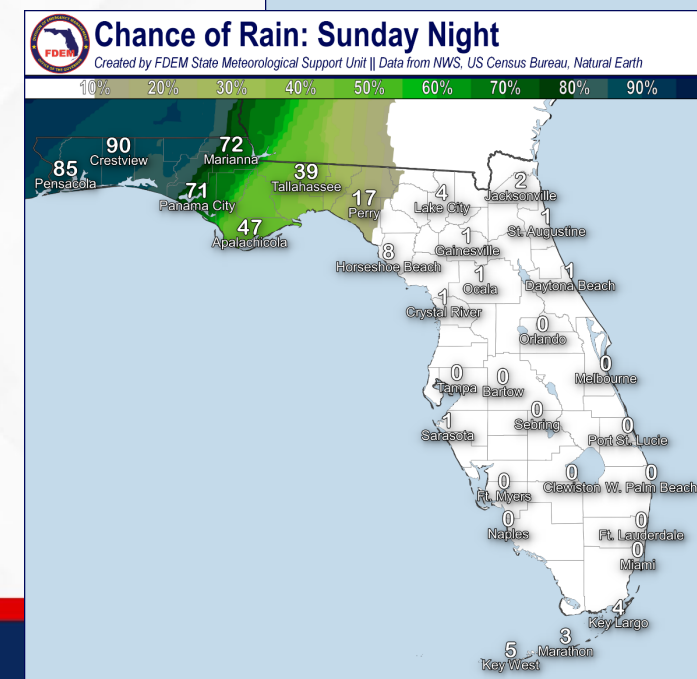 FDEM
Chance of Rain: Sunday Night
Created by FDEM State Meteorological Support Unit || Data from NWS, US Census Bureau, Natural Earth
10% 20% 30% 40% 50% 60% 70% 80% 90%
90
Crestview
72
Marianna
85
Pensacola
39
Tallahassee
71
Panama City
17
Perry
4
Lake City
2
Jacksonville
47
Apalachicola
1
St. Augustine
1
Gainesville
8
Horseshoe Beach
1
Ocala
1
Daytona Beach
1
Crystal River
0
Orlando
0
Tampa
0
Bartow
0
Melbourne
1
Sarasota
0
Sebring
0
Port St. Lucie
0
Ft. Myers
0
Clewiston
0
W. Palm Beach
0
Naples
0
Ft. Lauderdale
0
Miami
4
Key Largo
3
Marathon
5
Key West